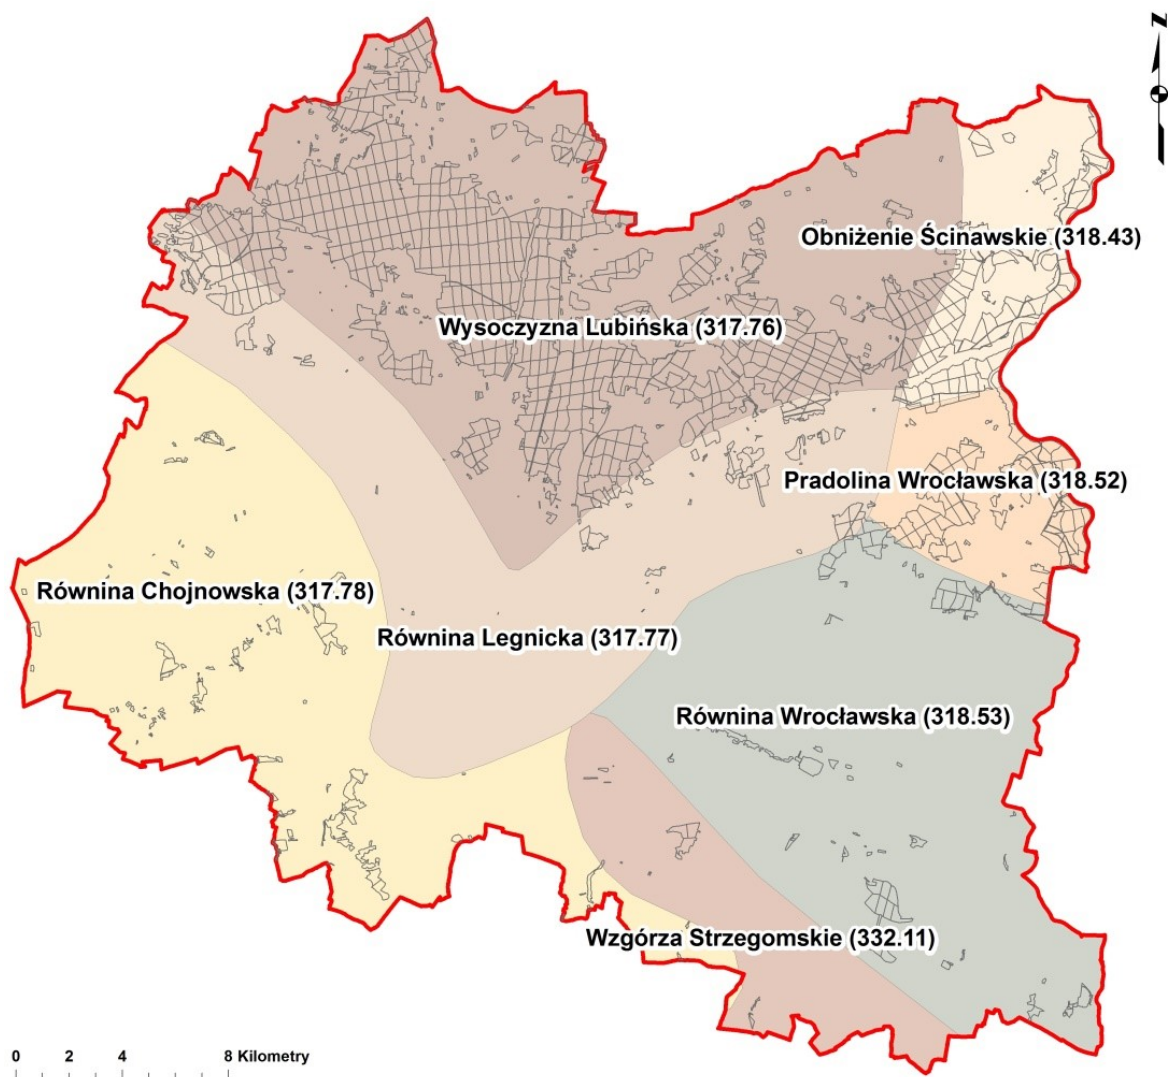 N
Obniżenie Ścinawskie (318.43)
Wysoczyzna Lubińska (317.76)
Pradolina Wrocławska (318.52)
Równina Chojnowska (317.78)
Równina Legnicka (317.77)
Równina Wrocławska (318.53)
Wzgórza Strzegomskie (332.11)
0 2 4 8 Kilometry